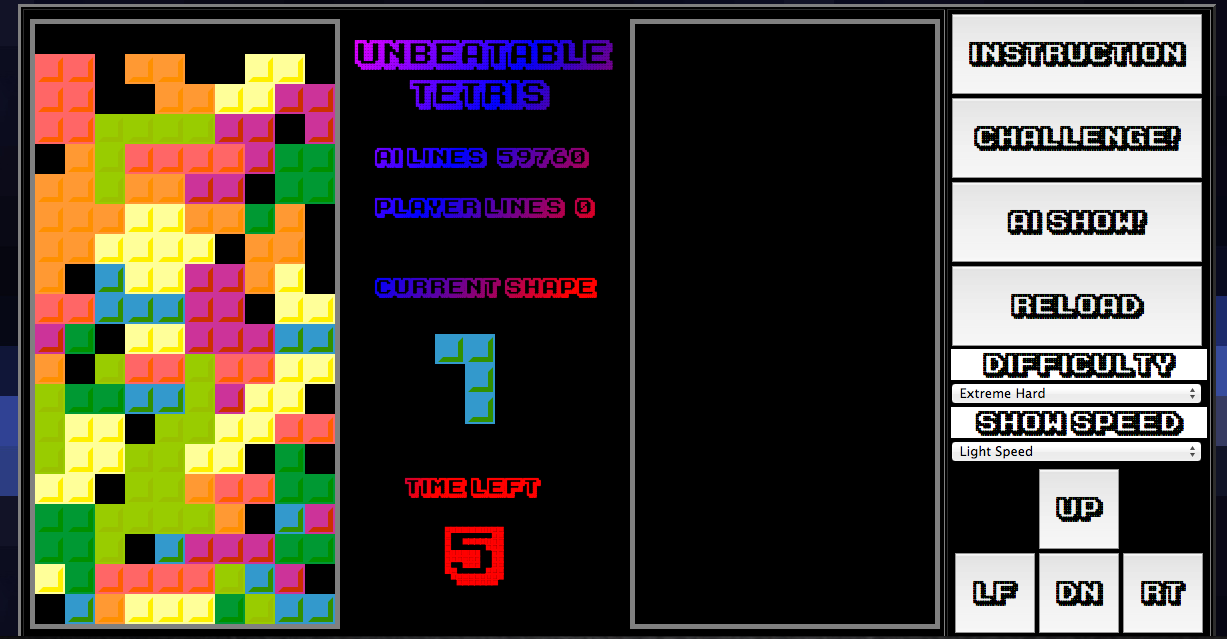 UNBEATABLE
TETRIS
AI LINES 59760
PLAYER LINES 0
CURRENT SHAPE
TIME LEFT
5
INSTRUCTION
CHALLENGE!
AI SHOW!
RELOAD
DIFFICULTY
Extreme Hard
SHOW SPEED
Light Speed
UP
LF DN RT